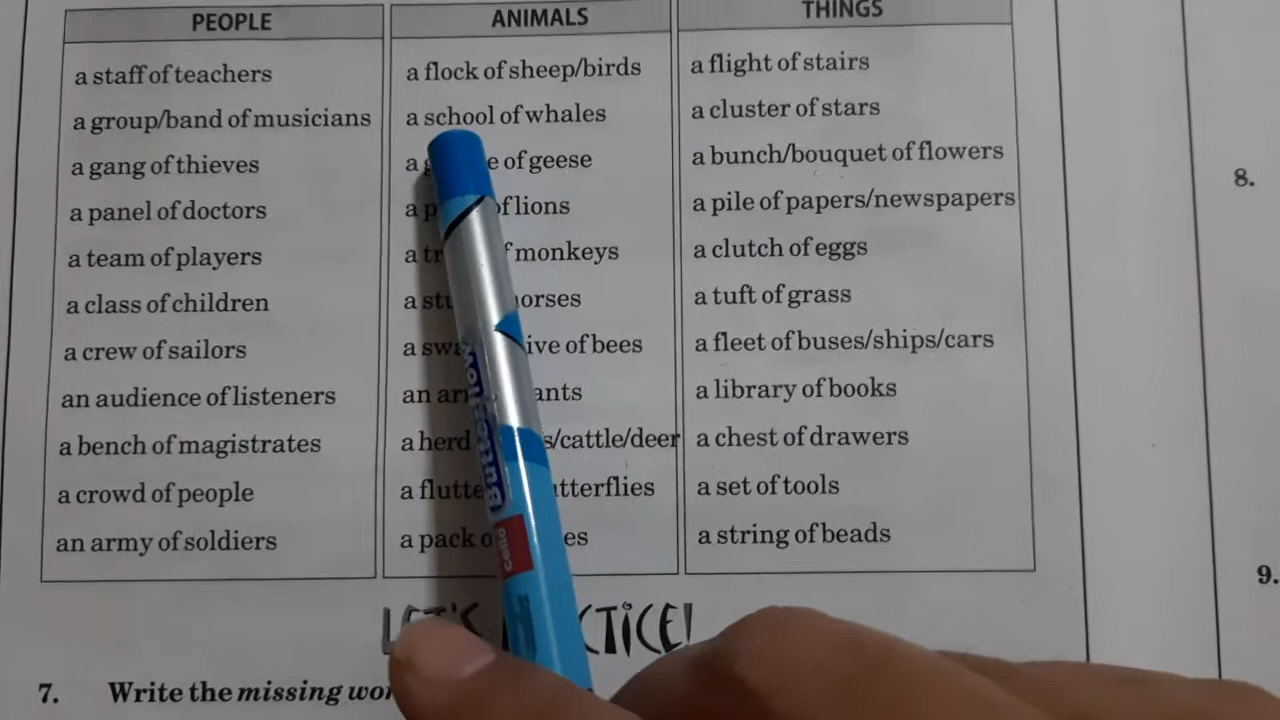 PEOPLE
a staff of teachers
a group/band of musicians
a gang of thieves
a panel of doctors
a team of players
a class of children
a crew of sailors
an audience of listeners
a bench of magistrates
a crowd of people
an army of soldiers
ANIMALS
a flock of sheep/birds
a school of whales
a of geese
a of lions
a monkeys
a
a of bees
an ants
a herd /cattle/deer
a
a pack
THINGS
a flight of stairs
a cluster of stars
a bunch/bouquet of flowers
a pile of papers/newspapers
a clutch of eggs
a tuft of grass
a fleet of buses/ships/cars
a library of books
a chest of drawers
a set of tools
a string of beads
Butterflow
cello
LET'S
7. Write the missing
8.
9.